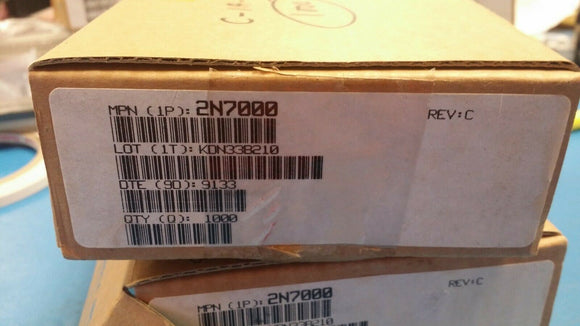 MPN (1P): 2N7000
REV:C
LOT (1T): KDN33B210
DTE (9D): 9133
QTY (Q): 1000
MPN (1P): 2N7000
REV:C